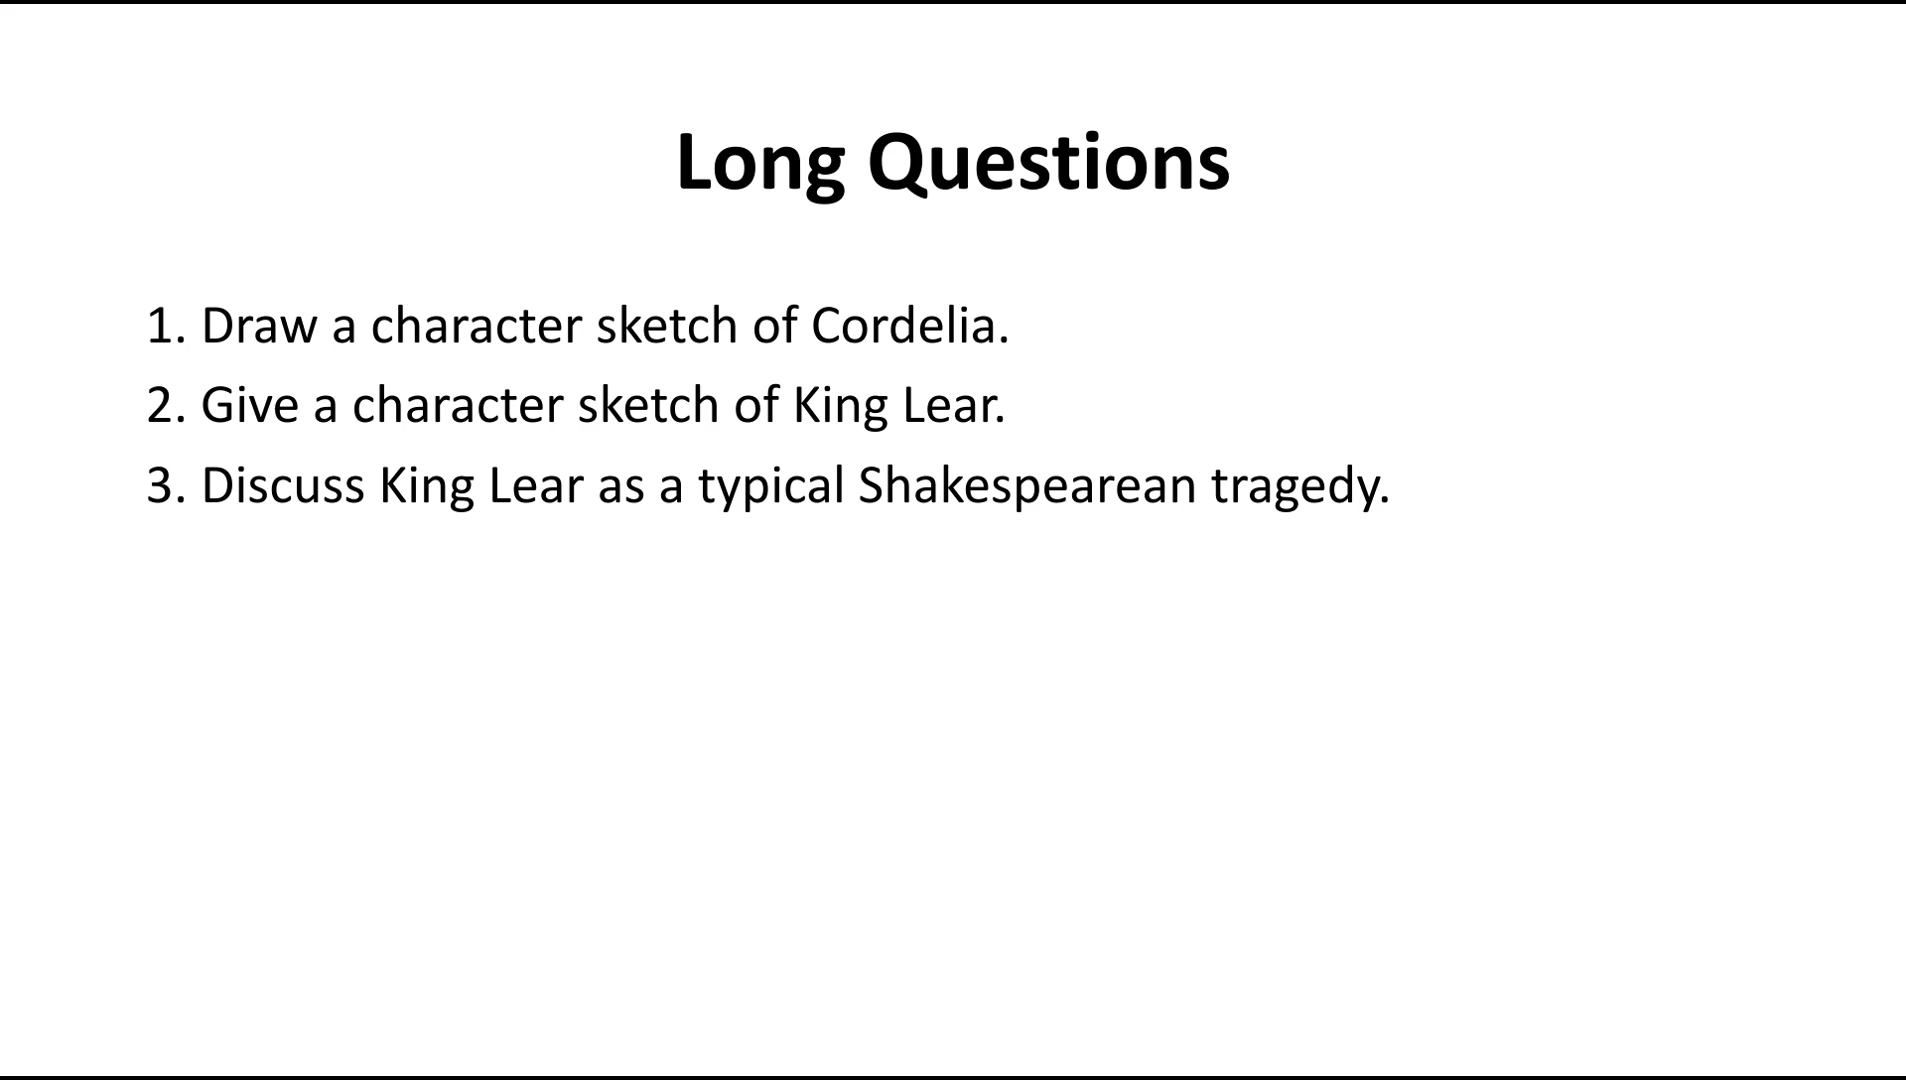 Long Questions
1. Draw a character sketch of Cordelia.
2. Give a character sketch of King Lear.
3. Discuss King Lear as a typical Shakespearean tragedy.